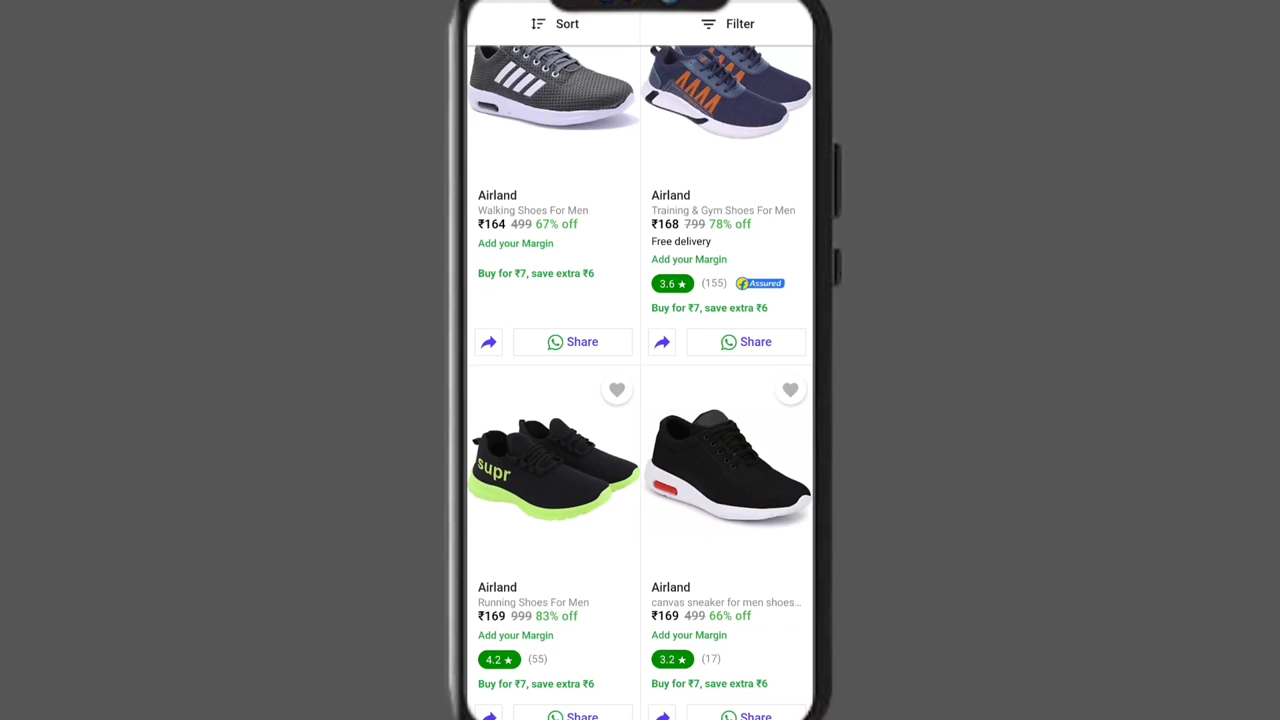 Sort
Filter
Airland
Walking Shoes For Men
₹164 499 67% off
Add your Margin
Buy for ₹7, save extra ₹6
Share
Airland
Training & Gym Shoes For Men
₹168 799 78% off
Free delivery
Add your Margin
3.6 ★ (155) Assured
Buy for ₹7, save extra ₹6
Share
supr
Airland
Running Shoes For Men
₹169 999 83% off
Add your Margin
4.2 ★ (55)
Buy for ₹7, save extra ₹6
Share
Airland
canvas sneaker for men shoes...
₹169 499 66% off
Add your Margin
3.2 ★ (17)
Buy for ₹7, save extra ₹6
Share